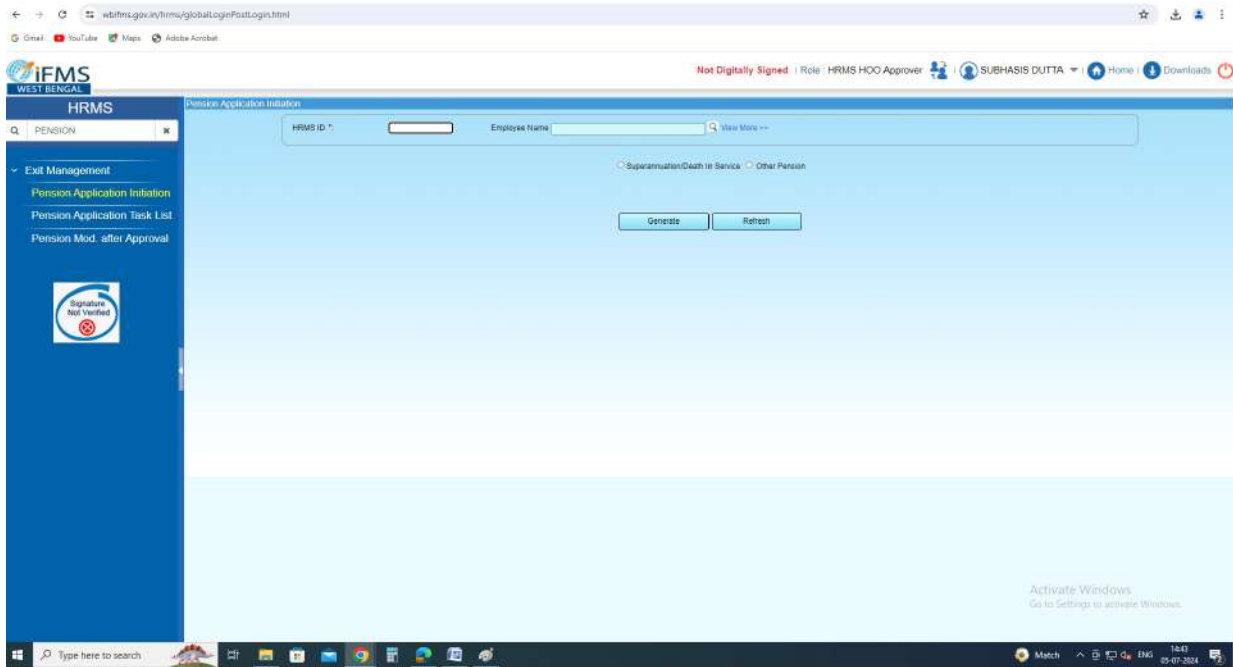 wbifms.gov.in/hrms/globalLoginPostLogin.html
Gmail YouTube Maps Adobe Acrobat
iFMS
WEST BENGAL
Not Digitally Signed | Role : HRMS HOO Approver | SUBHASIS DUTTA | Home | Downloads
HRMS
PENSION
Exit Management
Pension Application Initiation
Pension Application Task List
Pension Mod. after Approval
Signature
Not Verified
Pension Application Initiation
HRMS ID *: Employee Name View More >>
Superannuation/Death In Service Other Pension
Generate Refresh
Activate Windows
Go to Settings to activate Windows.
Type here to search
Match ENG 14:43
05-07-2024